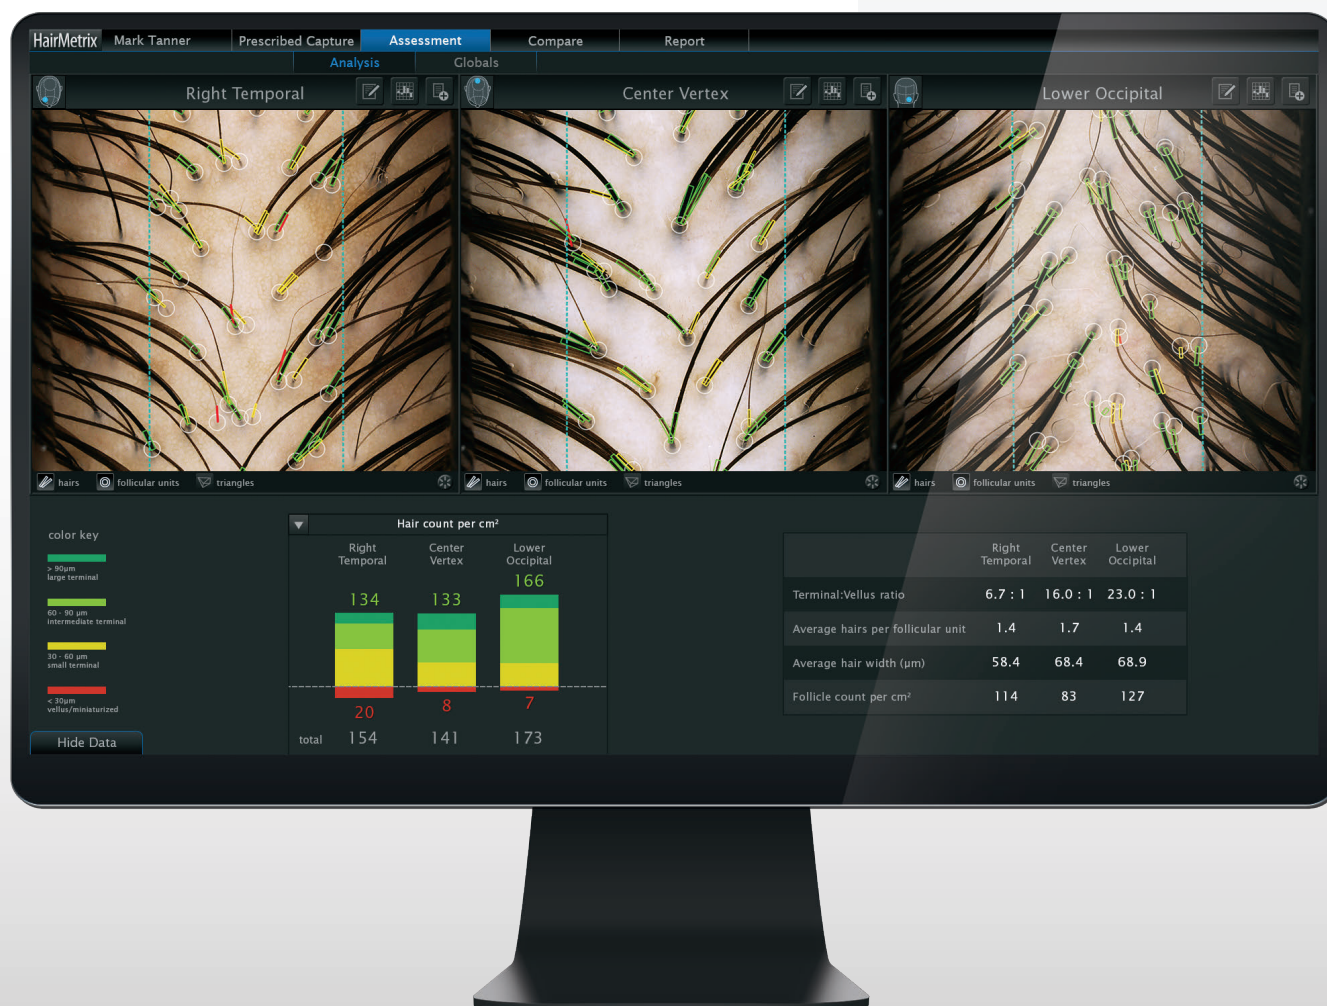 HairMetrix Mark Tanner Prescribed Capture Assessment Compare Report
Analysis Globals
Right Temporal
Center Vertex
Lower Occipital
hairs follicular units triangles
hairs follicular units triangles
hairs follicular units triangles
color key
> 90µm
large terminal
60 - 90 µm
intermediate terminal
30 - 60 µm
small terminal
< 30µm
vellus/miniaturized
Hide Data
Hair count per cm²
Right Temporal
Center Vertex
Lower Occipital
134 133 166
20 8 7
total 154 141 173
Right Temporal
Center Vertex
Lower Occipital
Terminal:Vellus ratio 6.7 : 1 16.0 : 1 23.0 : 1
Average hairs per follicular unit 1.4 1.7 1.4
Average hair width (µm) 58.4 68.4 68.9
Follicle count per cm² 114 83 127